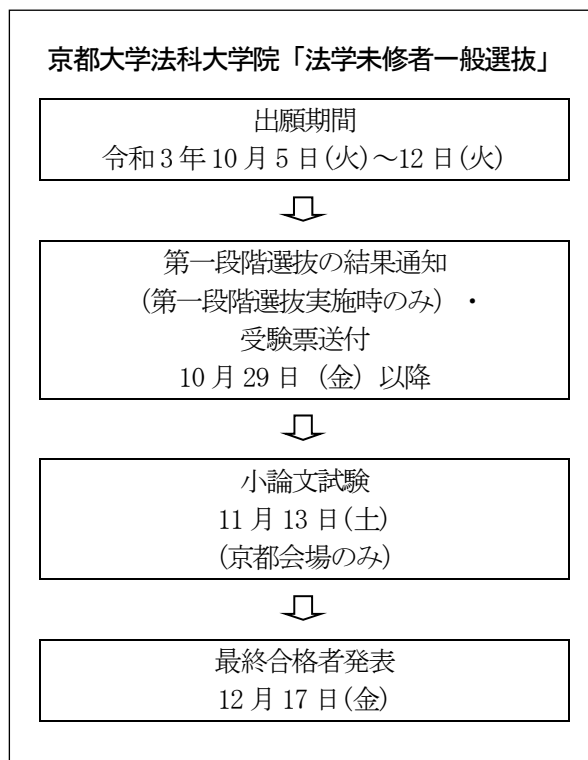 京都大学法科大学院「法学未修者一般選抜」
出願期間
令和3年10月5日(火)～12日(火)
第一段階選抜の結果通知
(第一段階選抜実施時のみ)・
受験票送付
10月29日（金）以降
小論文試験
11月13日(土)
(京都会場のみ)
最終合格者発表
12月17日(金)